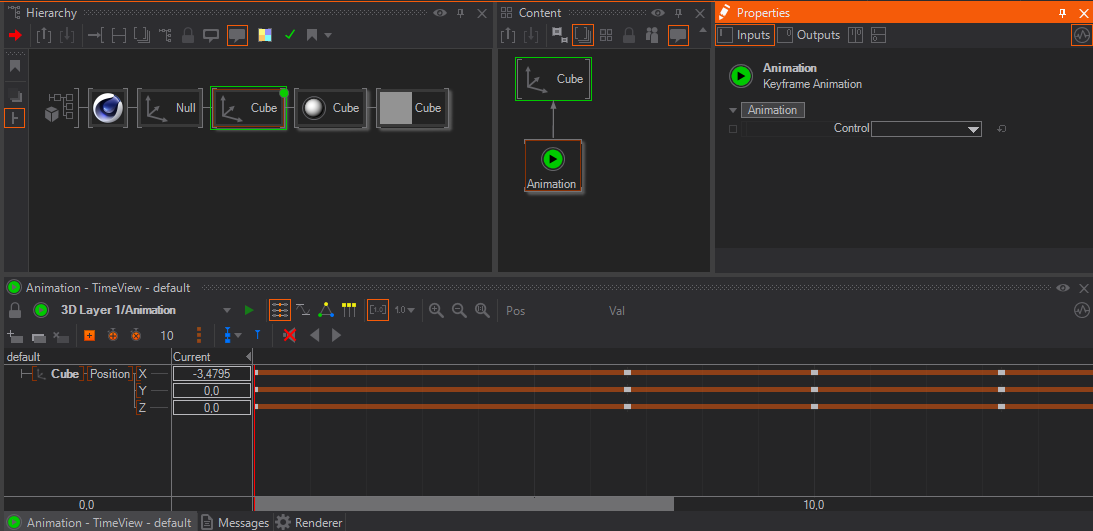 Hierarchy
Content
Properties
Inputs
Outputs
Null
Cube
Cube
Cube
Cube
Animation
Animation
Keyframe Animation
Animation
Control
Animation - TimeView - default
3D Layer 1/Animation
[1.0]
1.0
Pos
Val
10
default
Current
Cube
Position
X
-3,4795
Y
0,0
Z
0,0
0,0
10,0
Animation - TimeView - default
Messages
Renderer